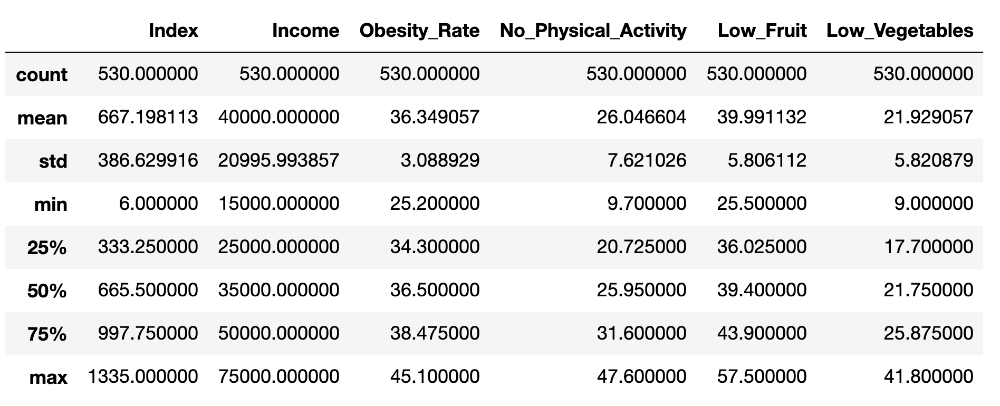 Index Income Obesity_Rate No_Physical_Activity Low_Fruit Low_Vegetables
count 530.000000 530.000000 530.000000 530.000000 530.000000 530.000000
mean 667.198113 40000.000000 36.349057 26.046604 39.991132 21.929057
std 386.629916 20995.993857 3.088929 7.621026 5.806112 5.820879
min 6.000000 15000.000000 25.200000 9.700000 25.500000 9.000000
25% 333.250000 25000.000000 34.300000 20.725000 36.025000 17.700000
50% 665.500000 35000.000000 36.500000 25.950000 39.400000 21.750000
75% 997.750000 50000.000000 38.475000 31.600000 43.900000 25.875000
max 1335.000000 75000.000000 45.100000 47.600000 57.500000 41.800000